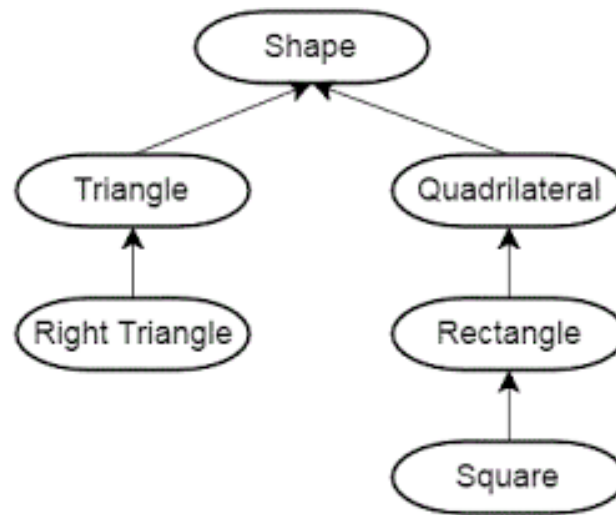 Shape
Triangle
Quadrilateral
Right Triangle
Rectangle
Square